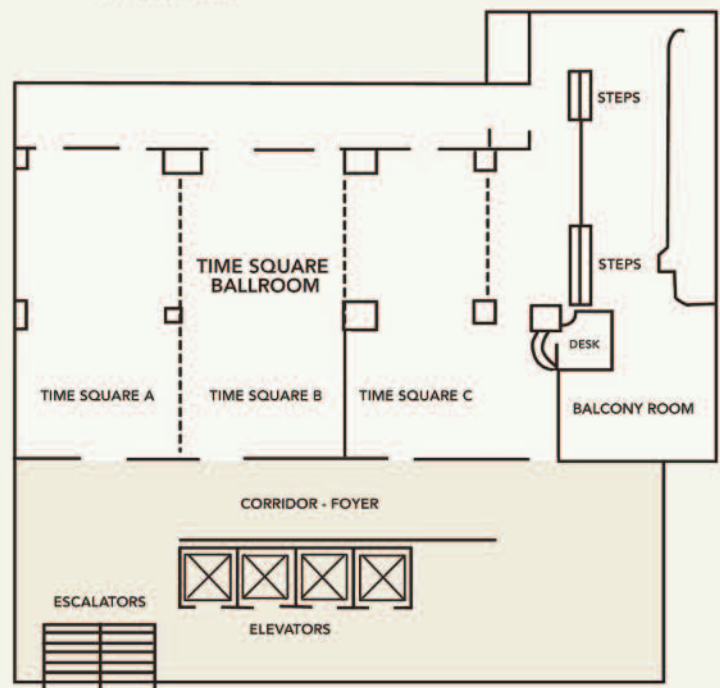 STEPS
STEPS
TIME SQUARE
BALLROOM
DESK
TIME SQUARE A
TIME SQUARE B
TIME SQUARE C
BALCONY ROOM
CORRIDOR - FOYER
ESCALATORS
ELEVATORS